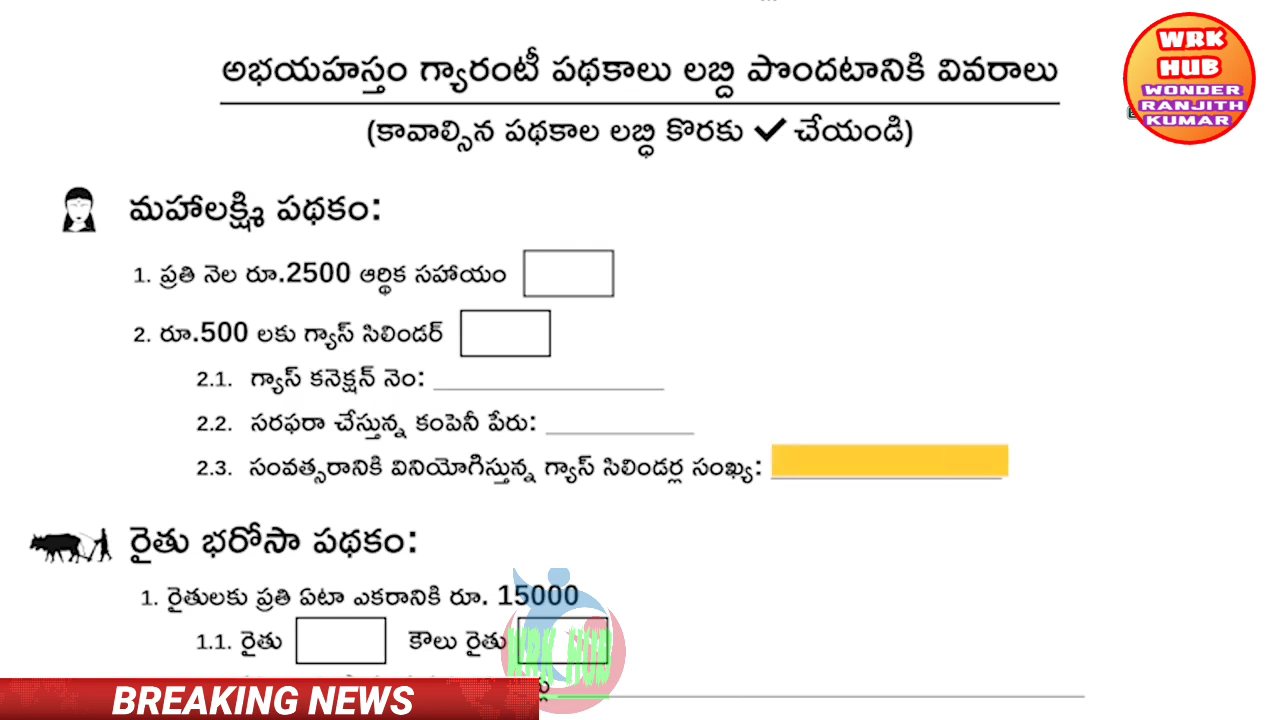 అభయహస్తం గ్యారంటీ పథకాలు లబ్ది పొందటానికి వివరాలు
(కావాల్సిన పథకాల లబ్ధి కొరకు ✔ చేయండి)
WRK
HUB
WONDER
RANJITH
KUMAR
మహాలక్ష్మి పథకం:
1. ప్రతి నెల రూ.2500 ఆర్థిక సహాయం
2. రూ.500 లకు గ్యాస్ సిలిండర్
2.1. గ్యాస్ కనెక్షన్ నెం:
2.2. సరఫరా చేస్తున్న కంపెనీ పేరు:
2.3. సంవత్సరానికి వినియోగిస్తున్న గ్యాస్ సిలిండర్ల సంఖ్య:
రైతు భరోసా పథకం:
1. రైతులకు ప్రతి ఏటా ఎకరానికి రూ. 15000
1.1. రైతు కౌలు రైతు
WRK HUB
BREAKING NEWS